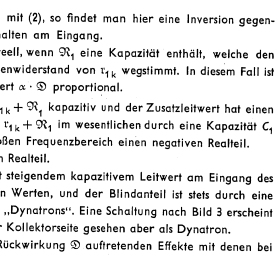 mit (2), so findet man hier eine Inversion gegen-
alten am Eingang.
eell, wenn ℜ₁ eine Kapazität enthält, welche den
enwiderstand von r₁ₖ wegstimmt. In diesem Fall ist
ert α · 𝔇 proportional.
₁ₖ + ℜ₁ kapazitiv und der Zusatzleitwert hat einen
r₁ₖ + ℜ₁ im wesentlichen durch eine Kapazität C₁
oßen Frequenzbereich einen negativen Realteil.
n Realteil.
t steigendem kapazitivem Leitwert am Eingang des
n Werten, und der Blindanteil ist stets durch eine
„Dynatrons“. Eine Schaltung nach Bild 3 erscheint
r Kollektorseite gesehen aber als Dynatron.
Rückwirkung 𝔇 auftretenden Effekte mit denen bei